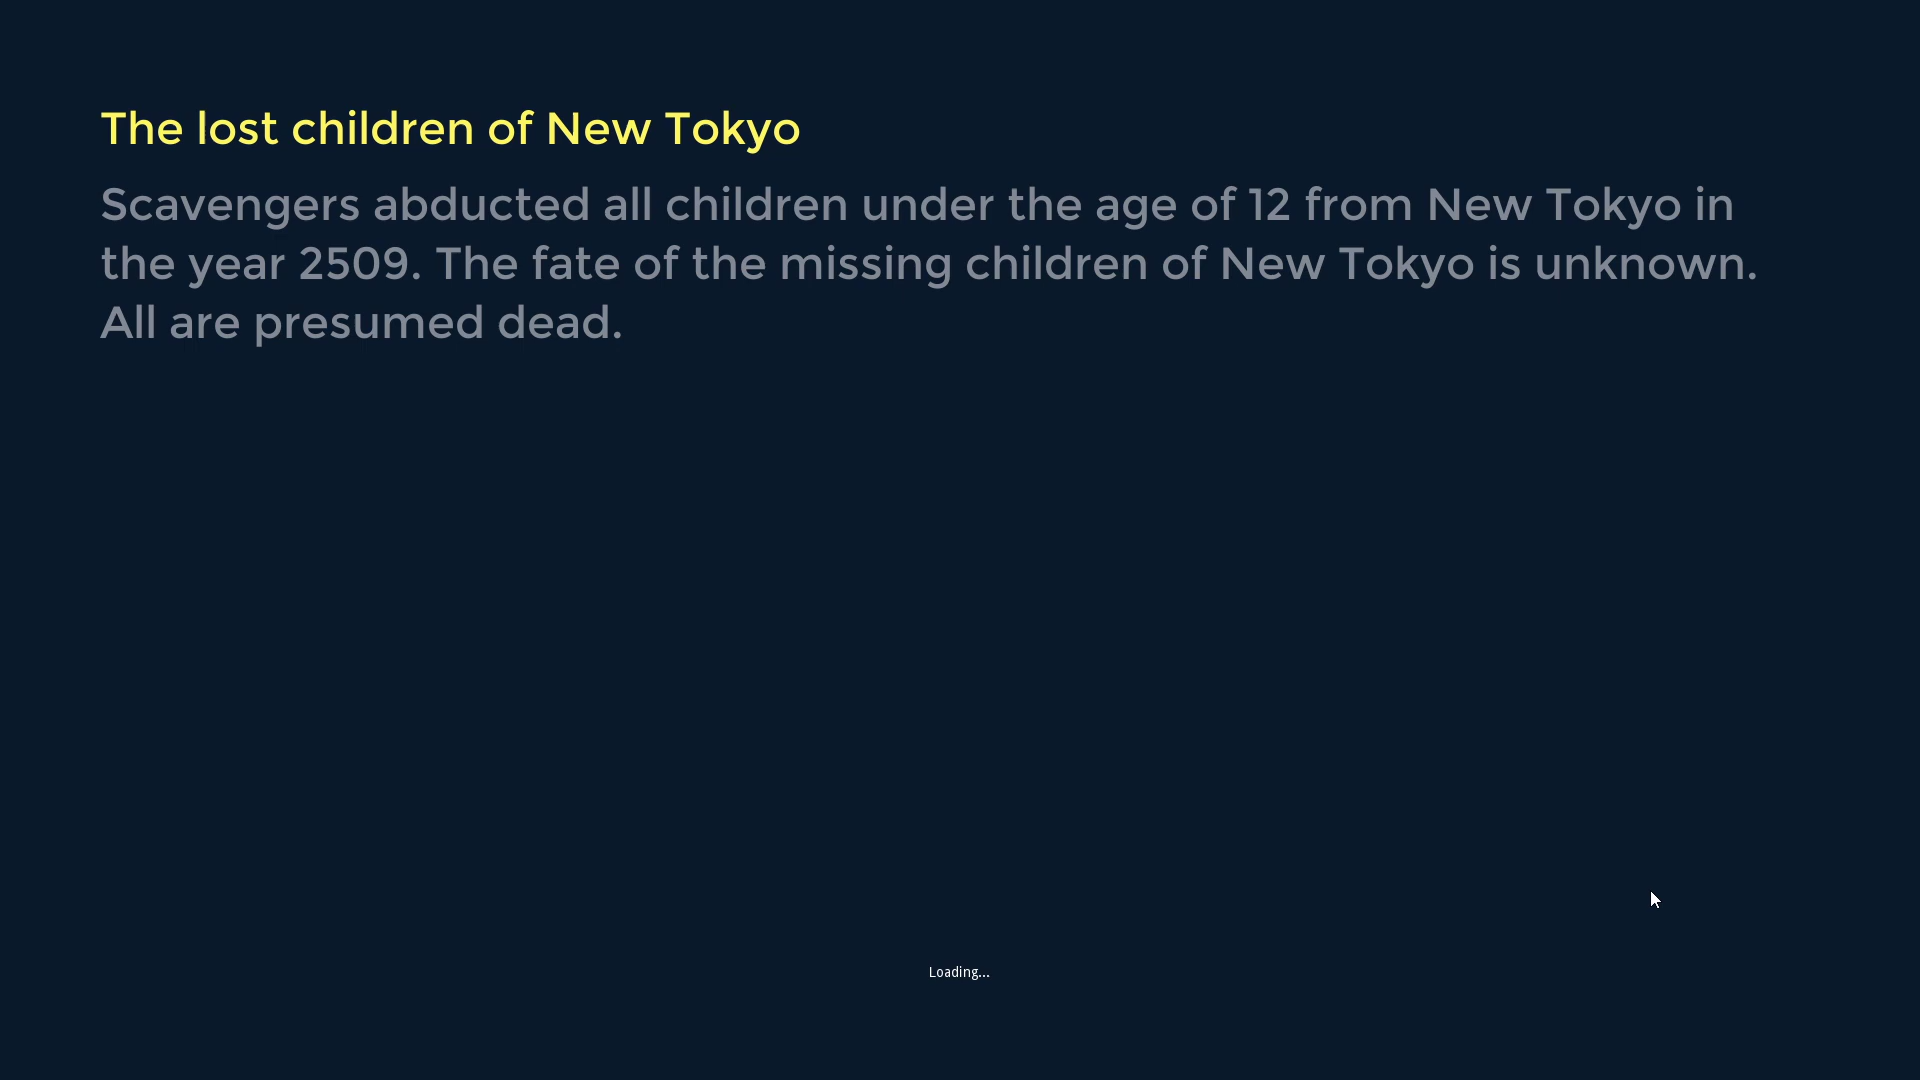 The lost children of New Tokyo
Scavengers abducted all children under the age of 12 from New Tokyo in
the year 2509. The fate of the missing children of New Tokyo is unknown.
All are presumed dead.
Loading...